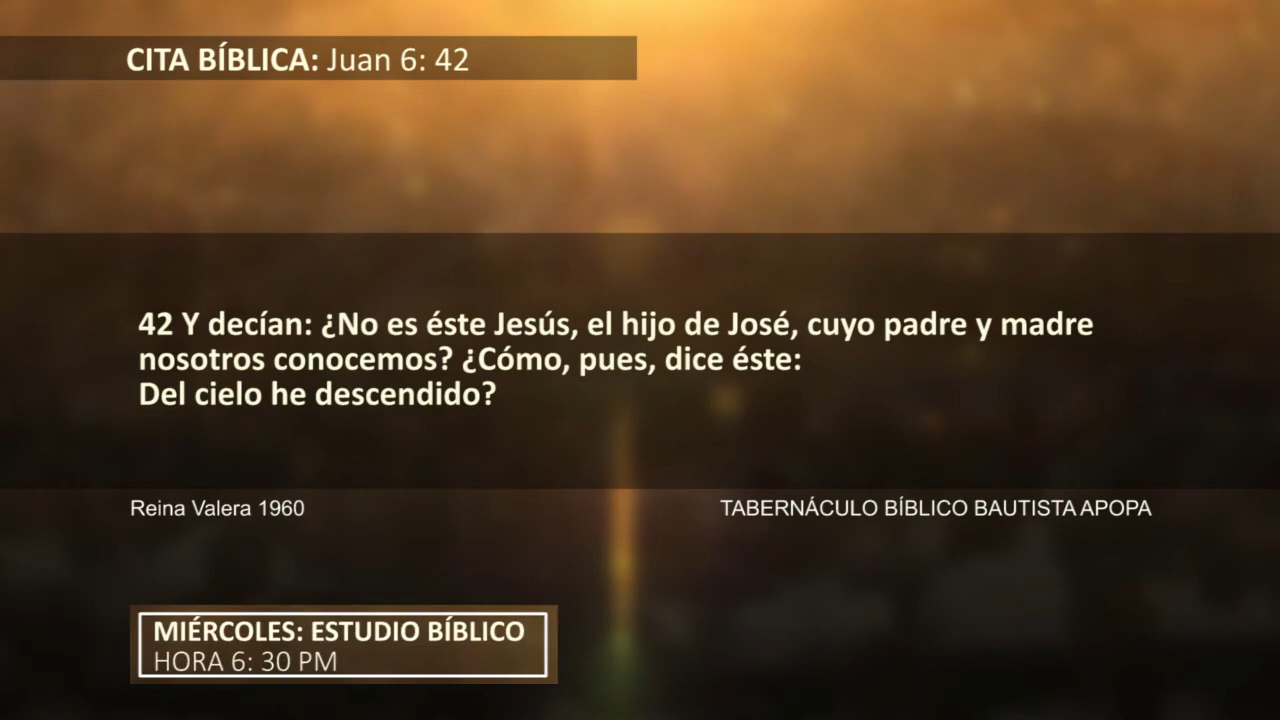 CITA BÍBLICA: Juan 6: 42
42 Y decían: ¿No es éste Jesús, el hijo de José, cuyo padre y madre
nosotros conocemos? ¿Cómo, pues, dice éste:
Del cielo he descendido?
Reina Valera 1960
TABERNÁCULO BÍBLICO BAUTISTA APOPA
MIÉRCOLES: ESTUDIO BÍBLICO
HORA 6: 30 PM